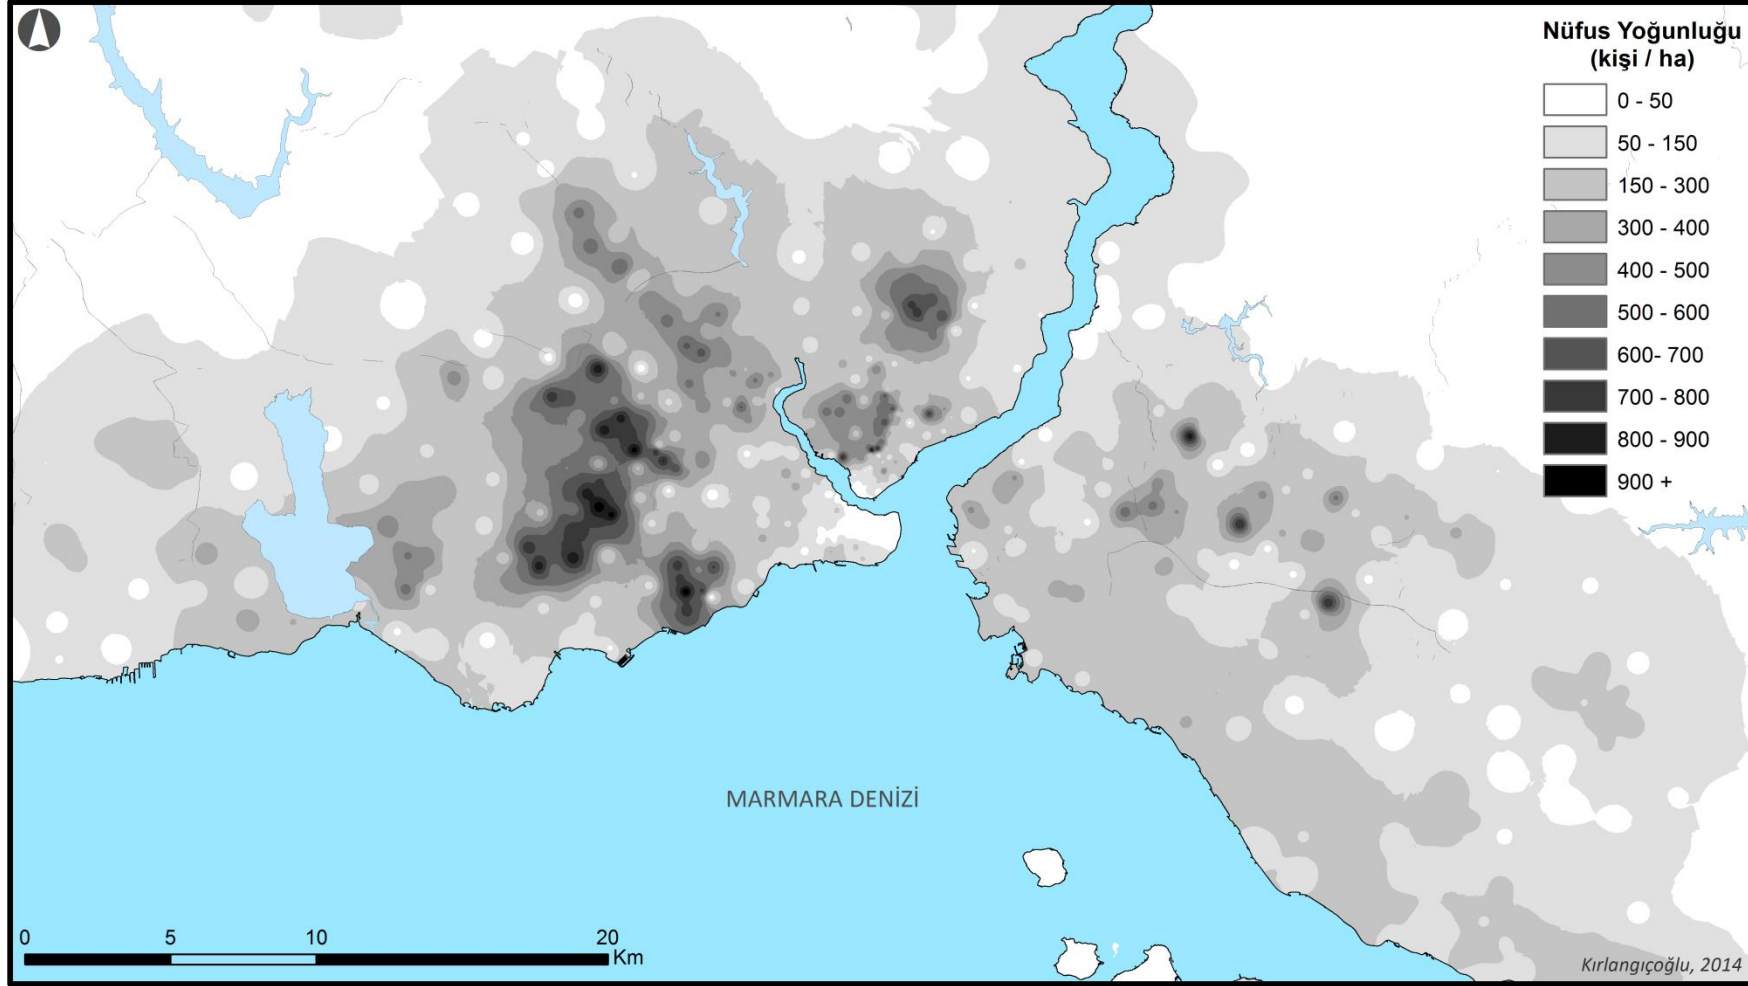 Nüfus Yoğunluğu
(kişi / ha)
0 - 50
50 - 150
150 - 300
300 - 400
400 - 500
500 - 600
600- 700
700 - 800
800 - 900
900 +
MARMARA DENİZİ
0 5 10 20
Km
Kırlangıçoğlu, 2014